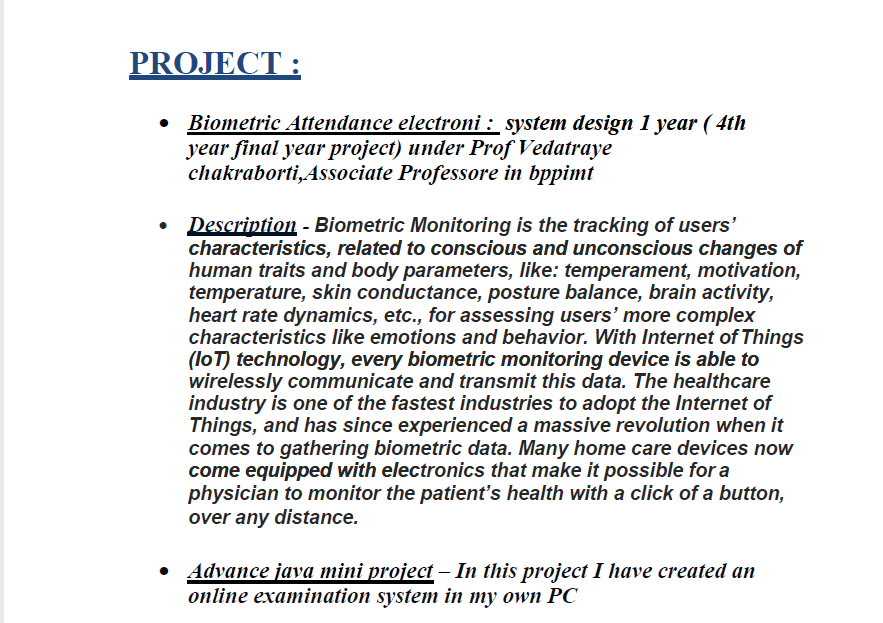 PROJECT :
• Biometric Attendance electroni : system design 1 year ( 4th
year final year project) under Prof Vedatraye
chakraborti,Associate Professore in bppimt
• Description - Biometric Monitoring is the tracking of users’
characteristics, related to conscious and unconscious changes of
human traits and body parameters, like: temperament, motivation,
temperature, skin conductance, posture balance, brain activity,
heart rate dynamics, etc., for assessing users’ more complex
characteristics like emotions and behavior. With Internet of Things
(IoT) technology, every biometric monitoring device is able to
wirelessly communicate and transmit this data. The healthcare
industry is one of the fastest industries to adopt the Internet of
Things, and has since experienced a massive revolution when it
comes to gathering biometric data. Many home care devices now
come equipped with electronics that make it possible for a
physician to monitor the patient’s health with a click of a button,
over any distance.
• Advance java mini project – In this project I have created an
online examination system in my own PC